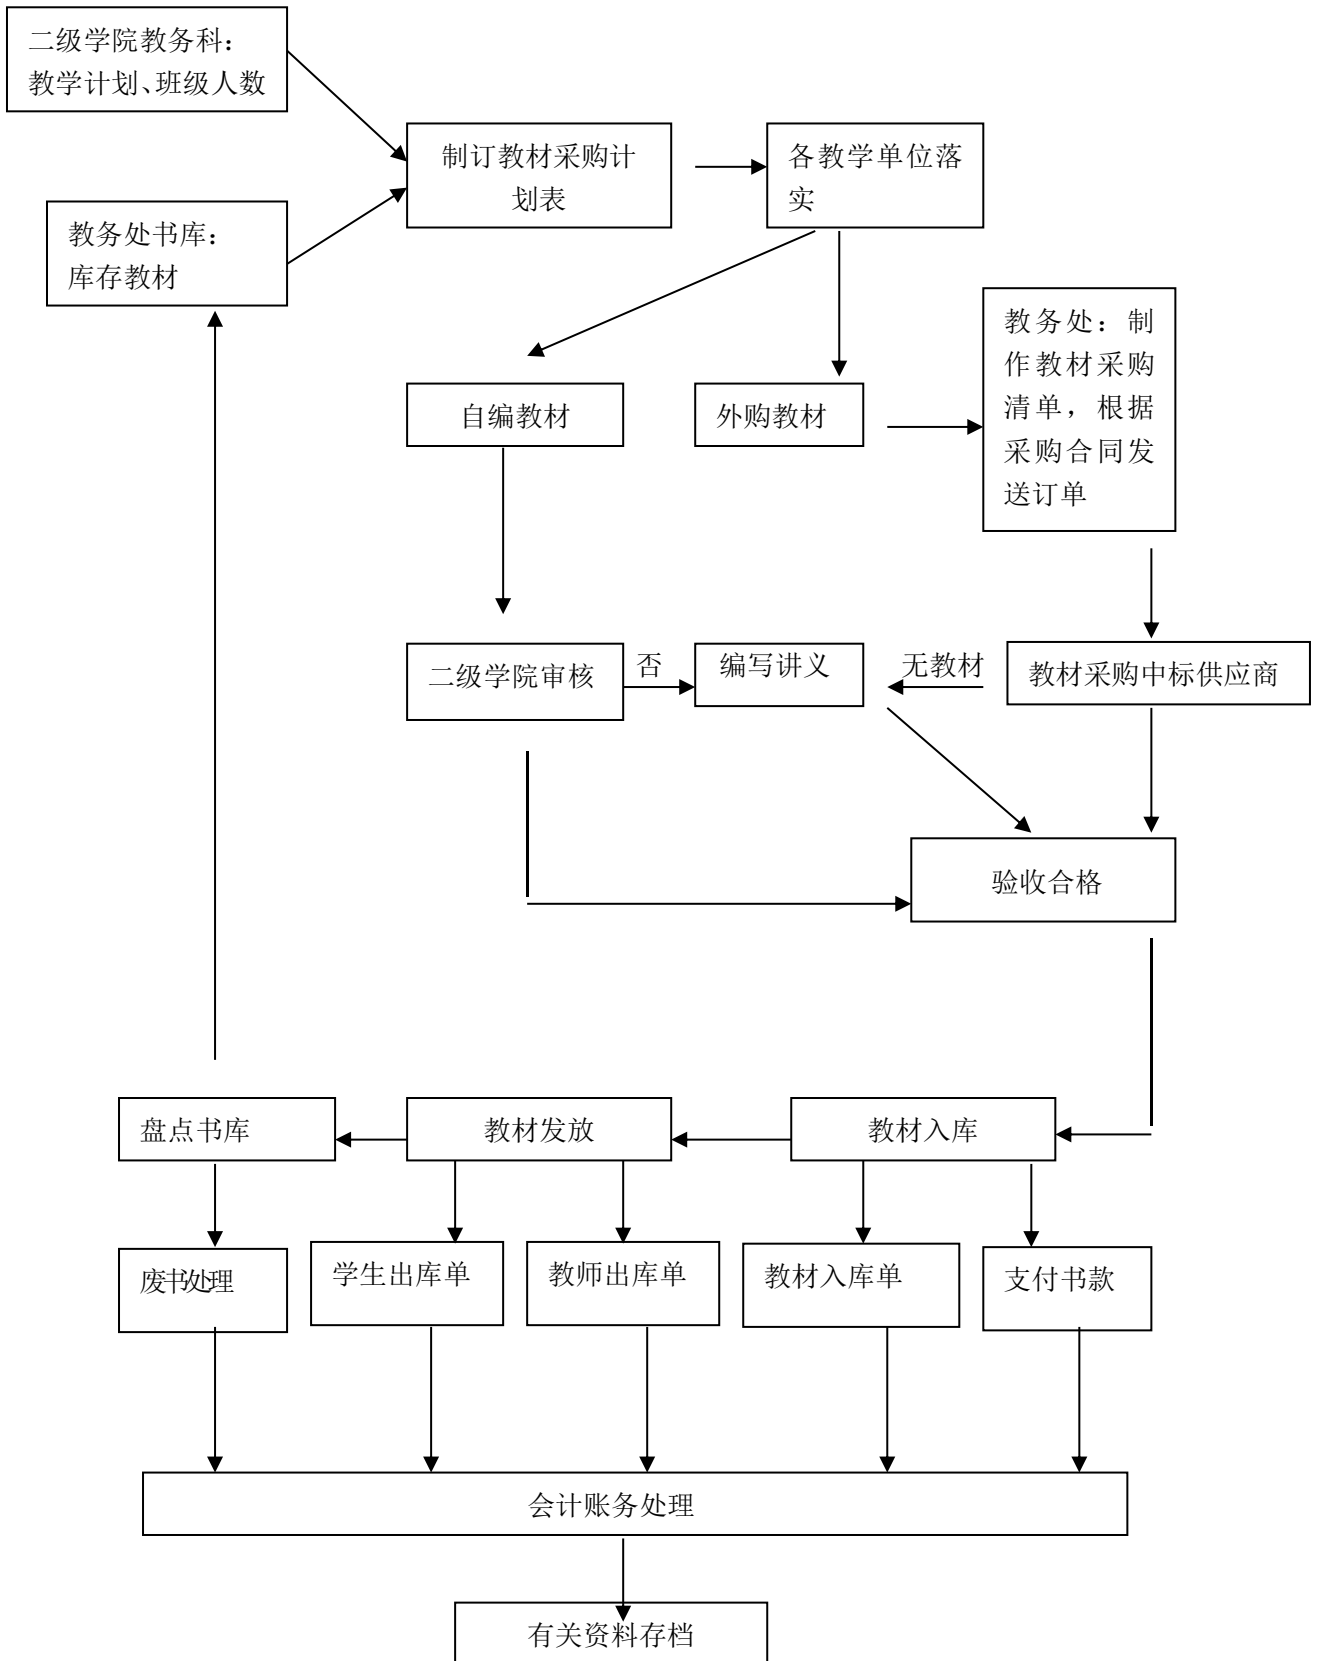 二级学院教务科：
教学计划、班级人数
制订教材采购计
划表
各教学单位落
实
教务处书库：
库存教材
教务处：制
作教材采购
清单，根据
采购合同发
送订单
自编教材
外购教材
二级学院审核
否
编写讲义
无教材
教材采购中标供应商
验收合格
盘点书库
教材发放
教材入库
废书处理
学生出库单
教师出库单
教材入库单
支付书款
会计账务处理
有关资料存档